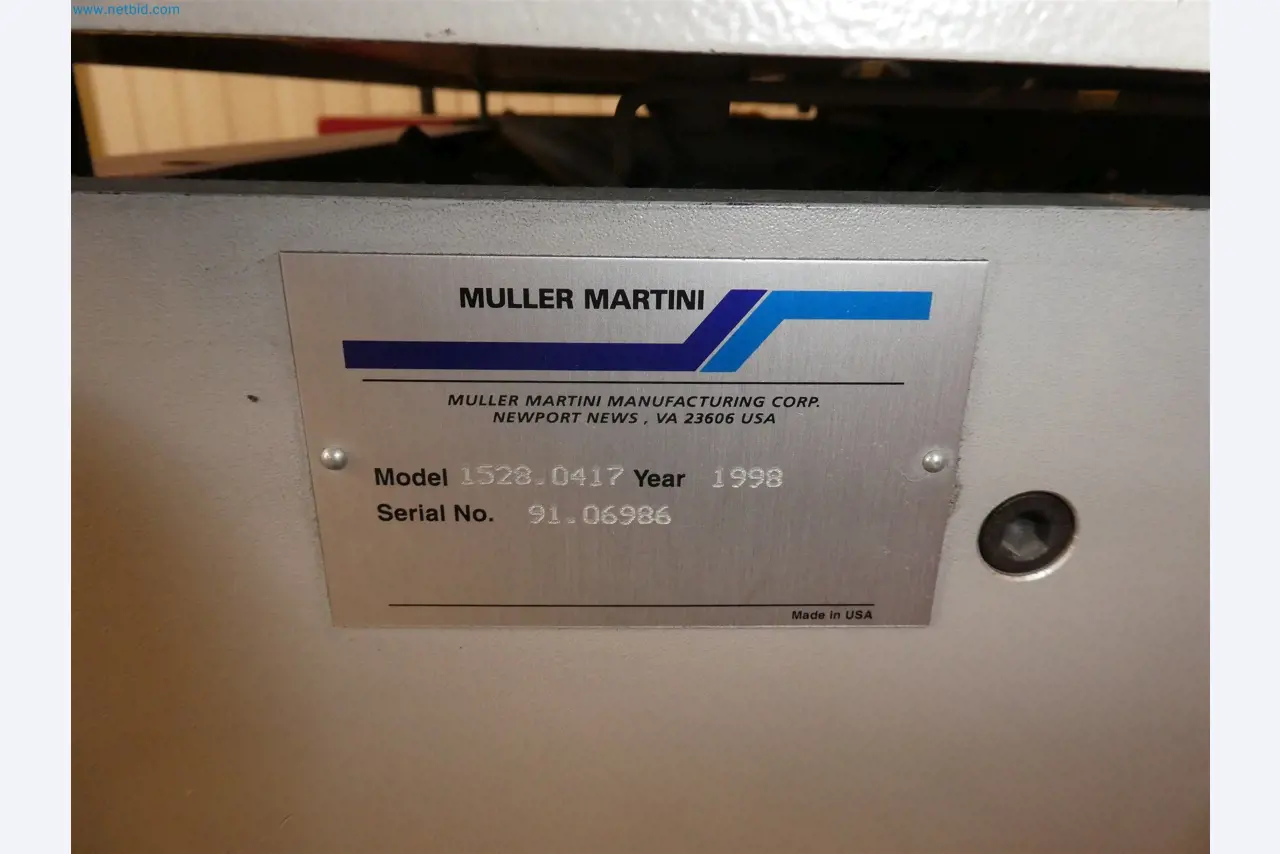 www.netbid.com
MULLER MARTINI
MULLER MARTINI MANUFACTURING CORP.
NEWPORT NEWS , VA 23606 USA
Model 1528.0417 Year 1998
Serial No. 91.06986
Made in USA